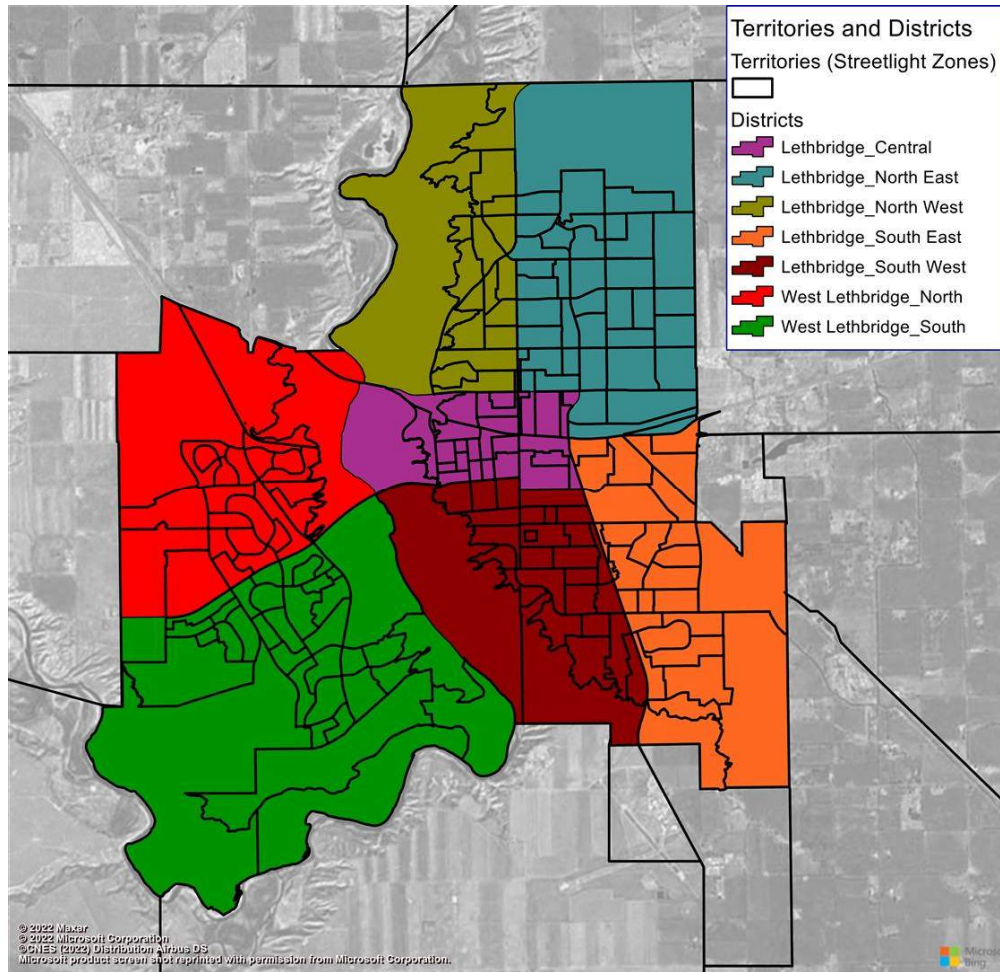 Territories and Districts
Territories (Streetlight Zones)
Districts
Lethbridge_Central
Lethbridge_North East
Lethbridge_North West
Lethbridge_South East
Lethbridge_South West
West Lethbridge_North
West Lethbridge_South
© 2022 Maxar
© 2022 Microsoft Corporation
©CNES (2022) Distribution Airbus DS
Microsoft product screen shot reprinted with permission from Microsoft Corporation.
Micros
Bing